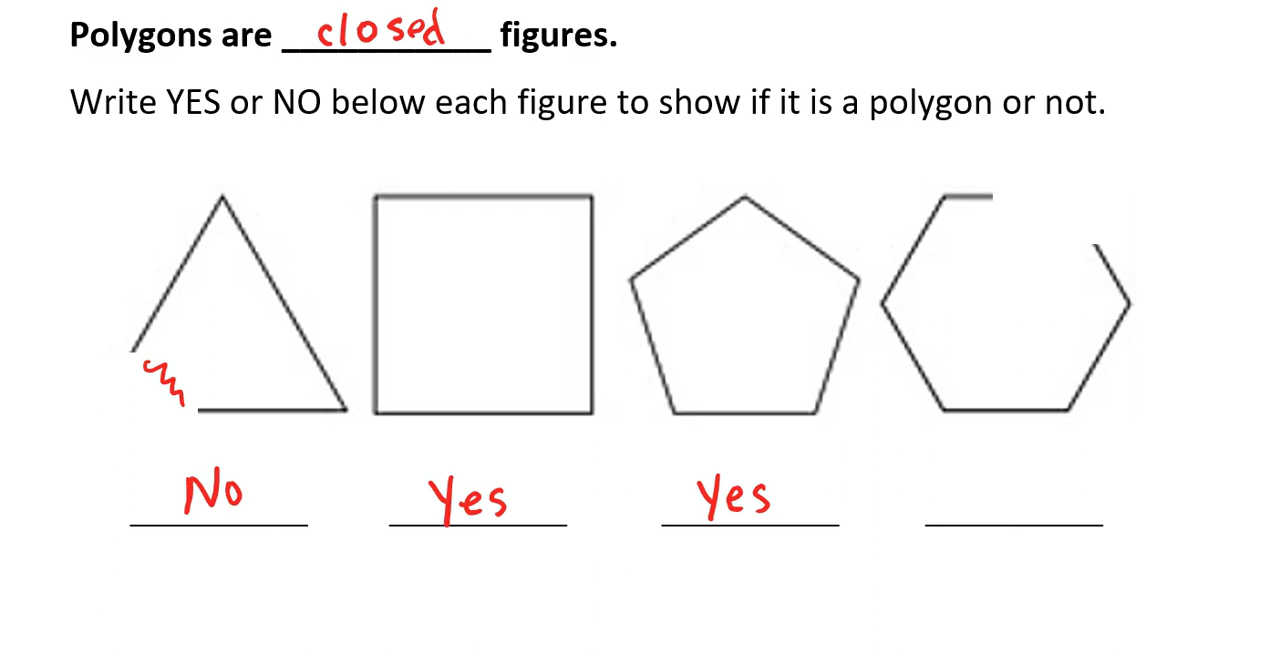 Polygons are closed figures.
Write YES or NO below each figure to show if it is a polygon or not.
No Yes Yes